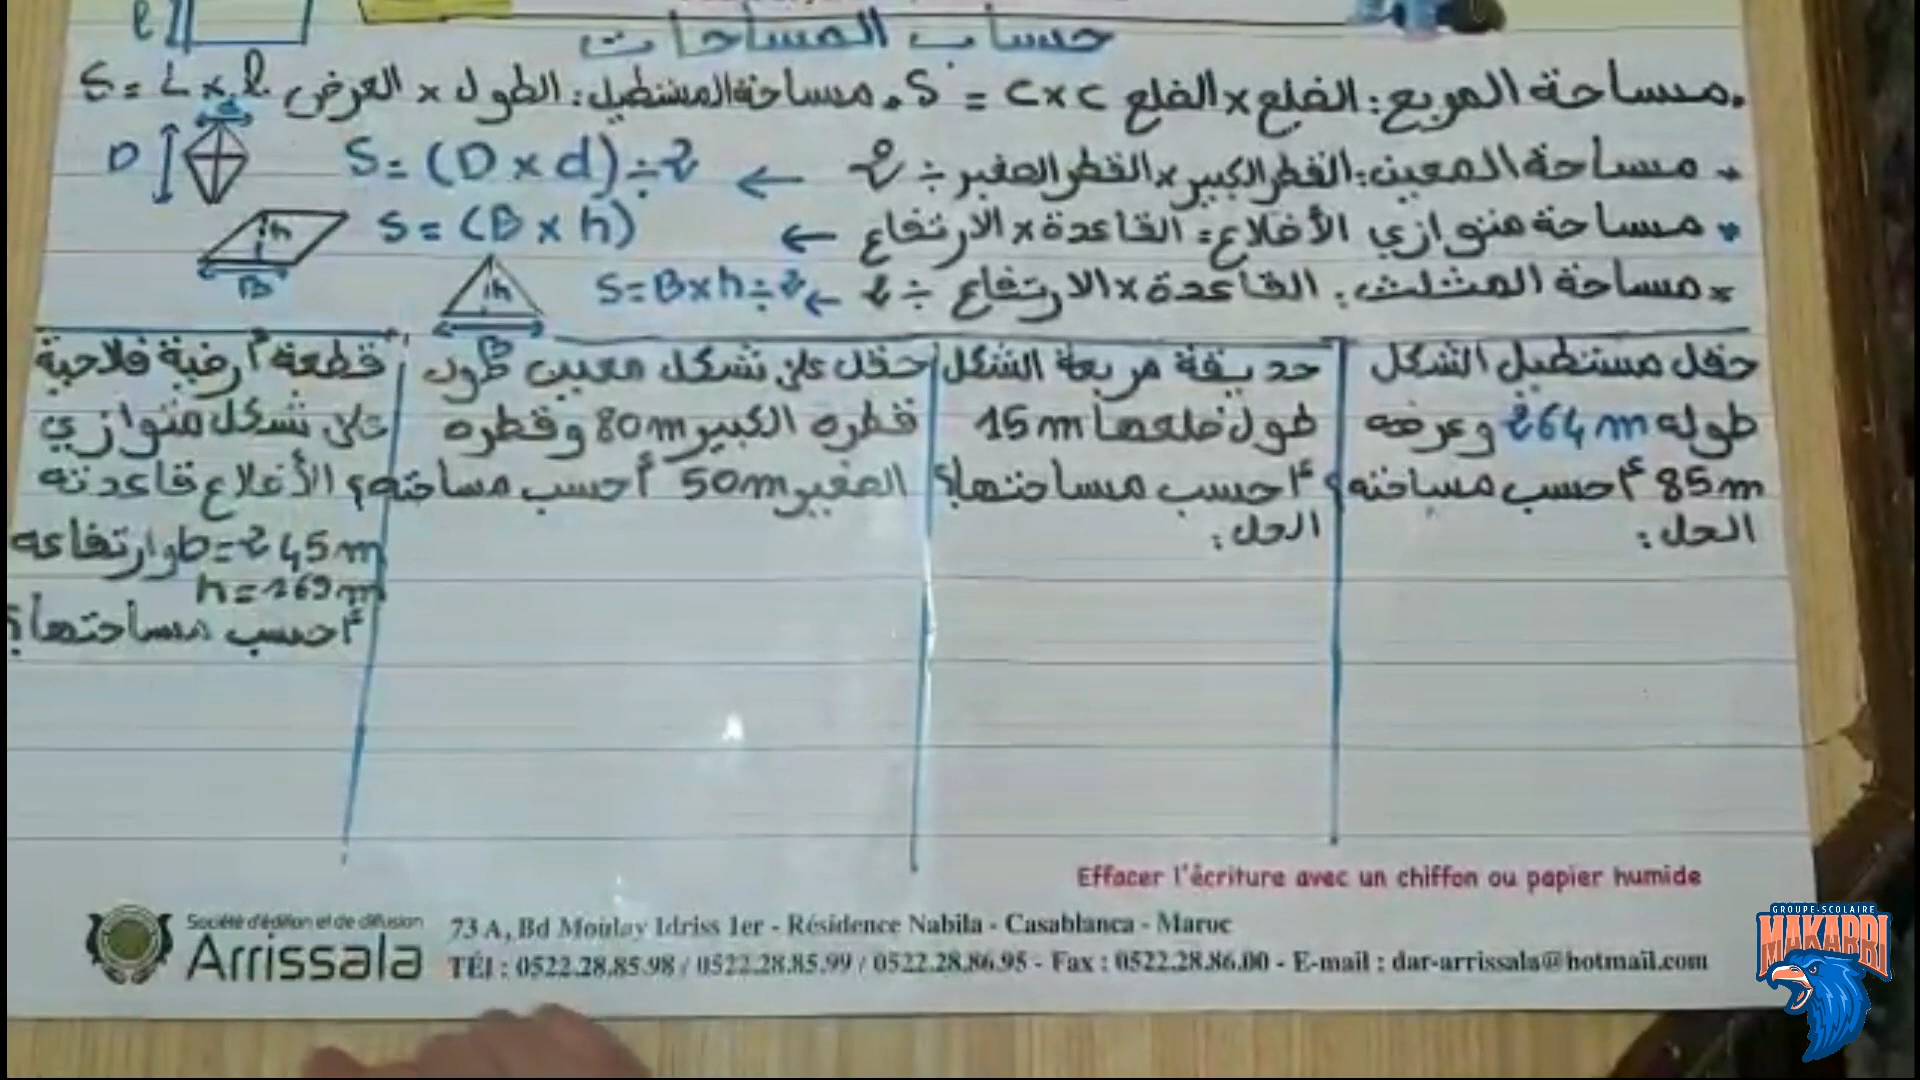 حساب المساحات
• مساحة المربع : الضلع x الضلع S = C x C
• مساحة المستطيل : الطول x العرض S = L x l
• مساحة المعين : القطر الكبير x القطر الصغير ÷ 2 ← S = (D x d) ÷ 2
D
d
• مساحة متوازي الأضلاع = القاعدة x الارتفاع ← S = (B x h)
h
B
• مساحة المثلث : القاعدة x الارتفاع ÷ 2 ← S = B x h ÷ 2
h
B
l
حقل مستطيل الشكل
طوله 264 m وعرضه
85 m أحسب مساحته؟
الحل :
حديقة مربعة الشكل
طول ضلعها 15 m
أحسب مساحتها؟
الحل :
حقل على شكل معين طول
قطره الكبير 80 m وقطره
الصغير 50 m أحسب مساحته؟
قطعة أرضية فلاحية
على شكل متوازي
الأضلاع قاعدته
245 m
وارتفاعه
h = 169 m
أحسب مساحتها؟
Effacer l'écriture avec un chiffon ou papier humide
Société d'édition et de diffusion
Arrissala
73 A, Bd Moulay Idriss 1er - Résidence Nabila - Casablanca - Maroc
TÉl : 0522.28.85.98 / 0522.28.85.99 / 0522.28.86.95 - Fax : 0522.28.86.00 - E-mail : dar-arrissala@hotmail.com
GROUPE-SCOLAIRE
MAKARRI